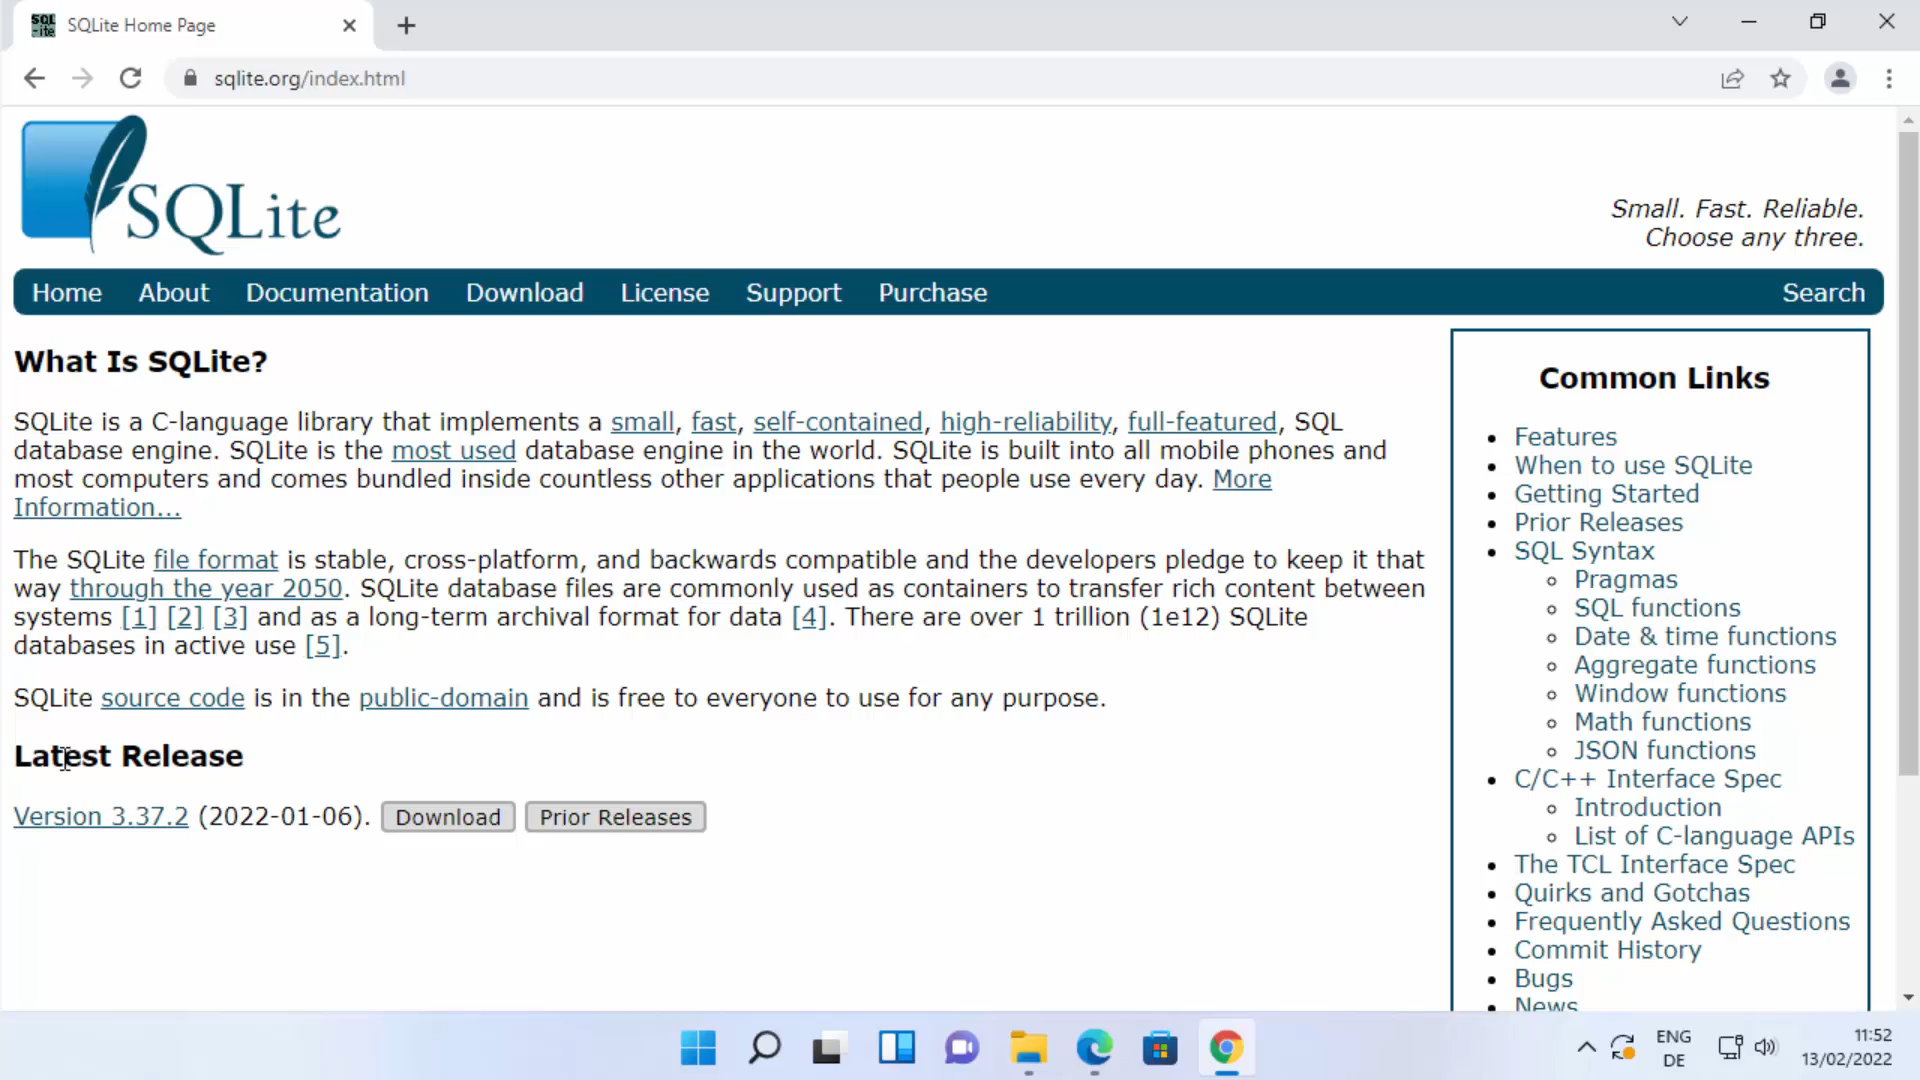 SQL
-ite
SQLite Home Page
sqlite.org/index.html
SQLite
Small. Fast. Reliable.
Choose any three.
Home About Documentation Download License Support Purchase Search
What Is SQLite?
SQLite is a C-language library that implements a small, fast, self-contained, high-reliability, full-featured, SQL
database engine. SQLite is the most used database engine in the world. SQLite is built into all mobile phones and
most computers and comes bundled inside countless other applications that people use every day. More
Information...
The SQLite file format is stable, cross-platform, and backwards compatible and the developers pledge to keep it that
way through the year 2050. SQLite database files are commonly used as containers to transfer rich content between
systems [1] [2] [3] and as a long-term archival format for data [4]. There are over 1 trillion (1e12) SQLite
databases in active use [5].
SQLite source code is in the public-domain and is free to everyone to use for any purpose.
Latest Release
Version 3.37.2 (2022-01-06). Download Prior Releases
Common Links
Features
When to use SQLite
Getting Started
Prior Releases
SQL Syntax
Pragmas
SQL functions
Date & time functions
Aggregate functions
Window functions
Math functions
JSON functions
C/C++ Interface Spec
Introduction
List of C-language APIs
The TCL Interface Spec
Quirks and Gotchas
Frequently Asked Questions
Commit History
Bugs
News
ENG
DE
11:52
13/02/2022